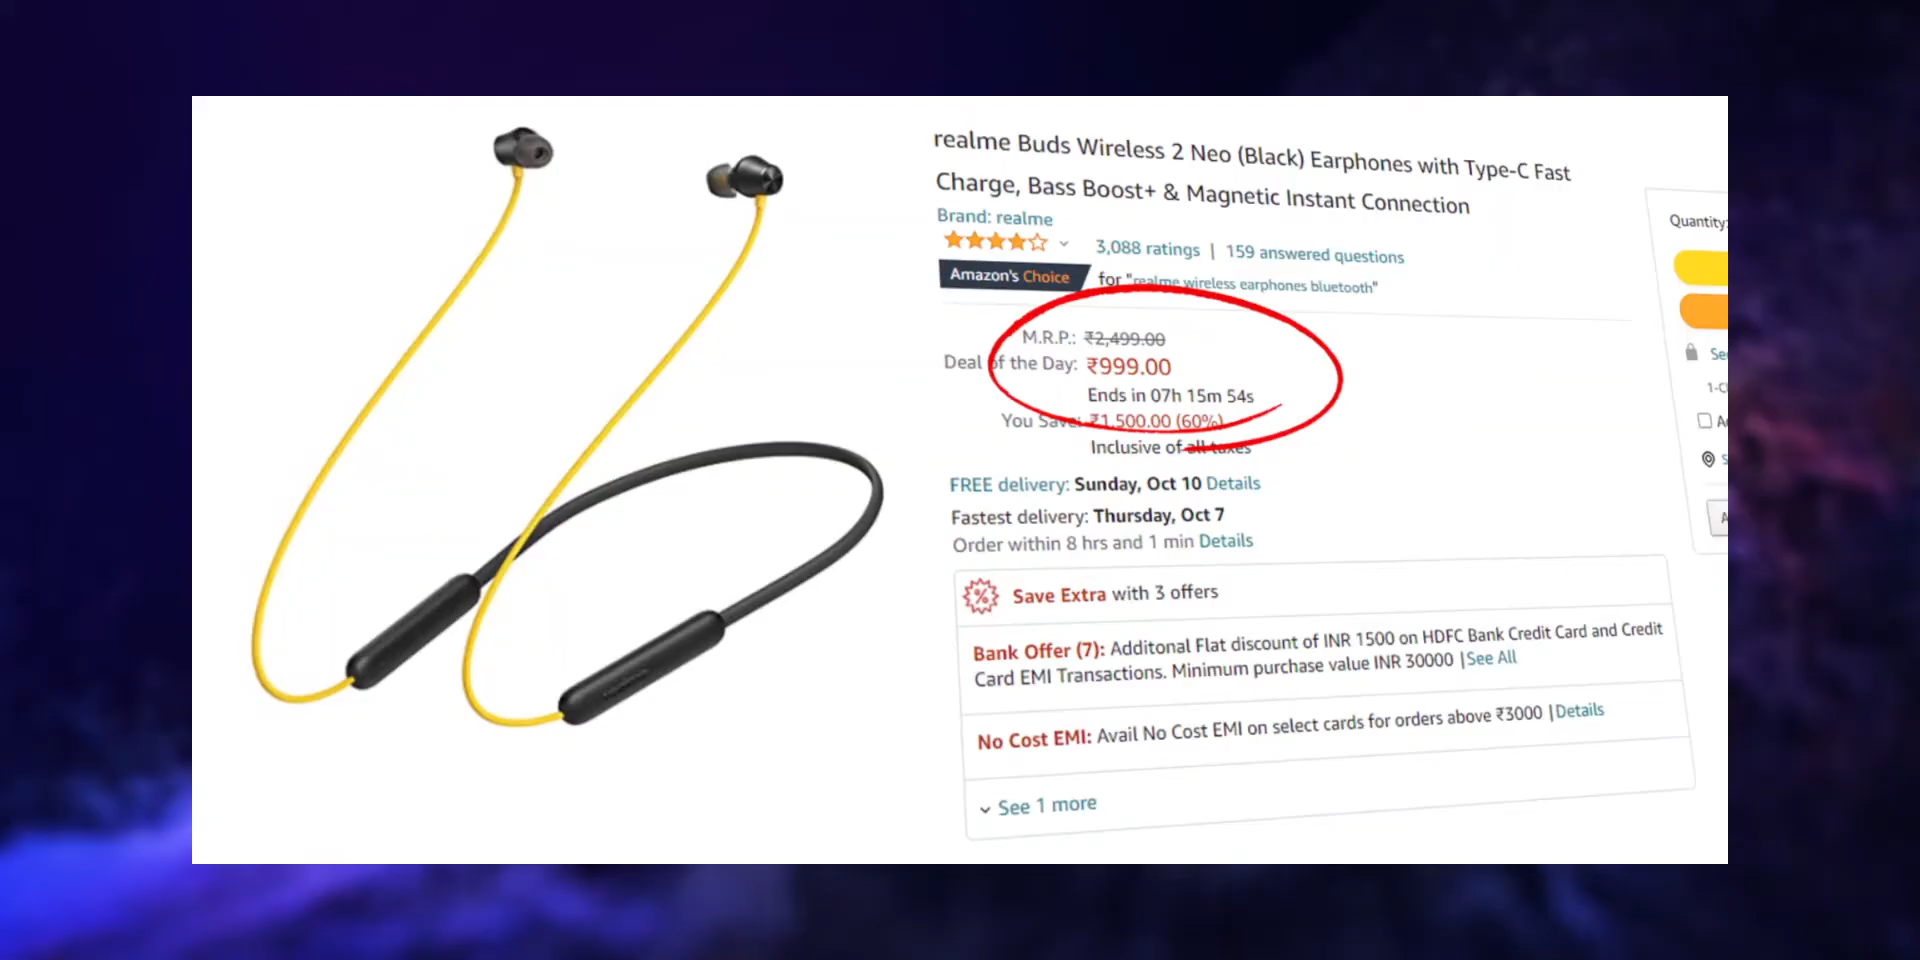 realme Buds Wireless 2 Neo (Black) Earphones with Type-C Fast
Charge, Bass Boost+ & Magnetic Instant Connection
Brand: realme
3,088 ratings | 159 answered questions
Amazon's Choice for "realme wireless earphones bluetooth"
M.R.P.: ₹2,499.00
Deal of the Day: ₹999.00
Ends in 07h 15m 54s
You Save: ₹1,500.00 (60%)
Inclusive of all taxes
FREE delivery: Sunday, Oct 10 Details
Fastest delivery: Thursday, Oct 7
Order within 8 hrs and 1 min Details
Save Extra with 3 offers
Bank Offer (7): Additonal Flat discount of INR 1500 on HDFC Bank Credit Card and Credit
Card EMI Transactions. Minimum purchase value INR 30000 |See All
No Cost EMI: Avail No Cost EMI on select cards for orders above ₹3000 |Details
See 1 more
Quantity: